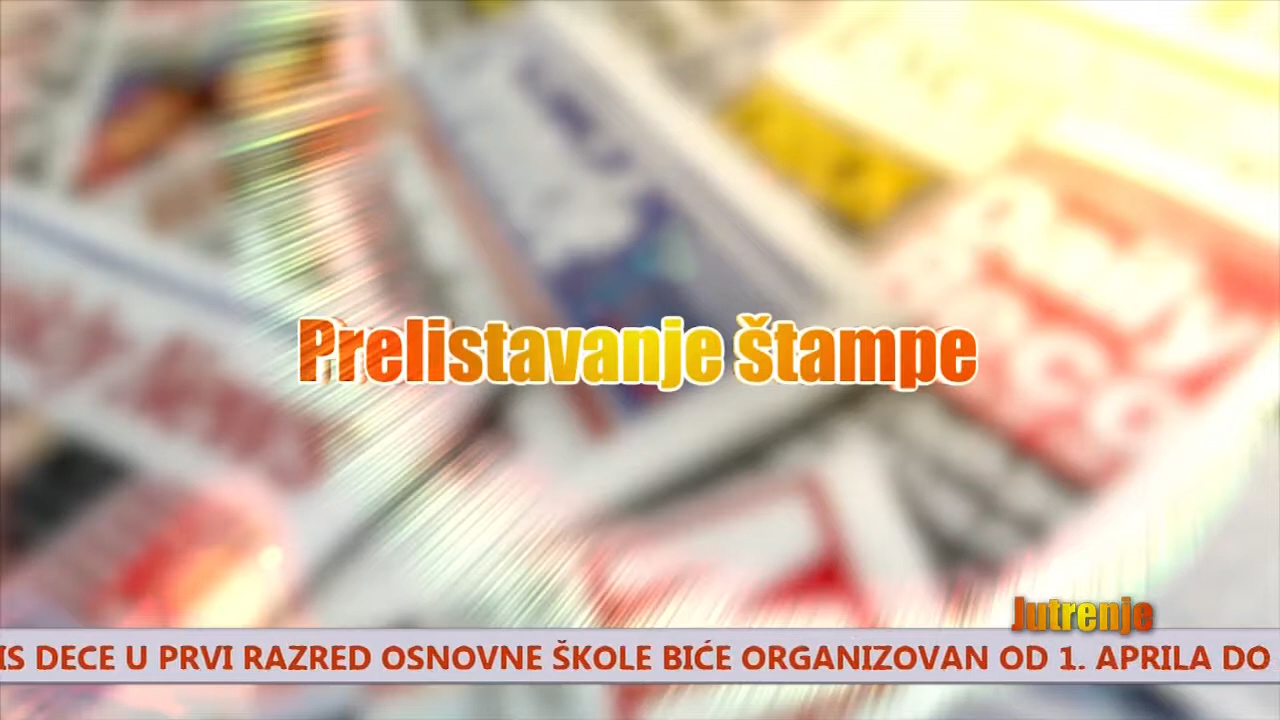 Prelistavanje štampe
Jutrenje
IS DECE U PRVI RAZRED OSNOVNE ŠKOLE BIĆE ORGANIZOVAN OD 1. APRILA DO